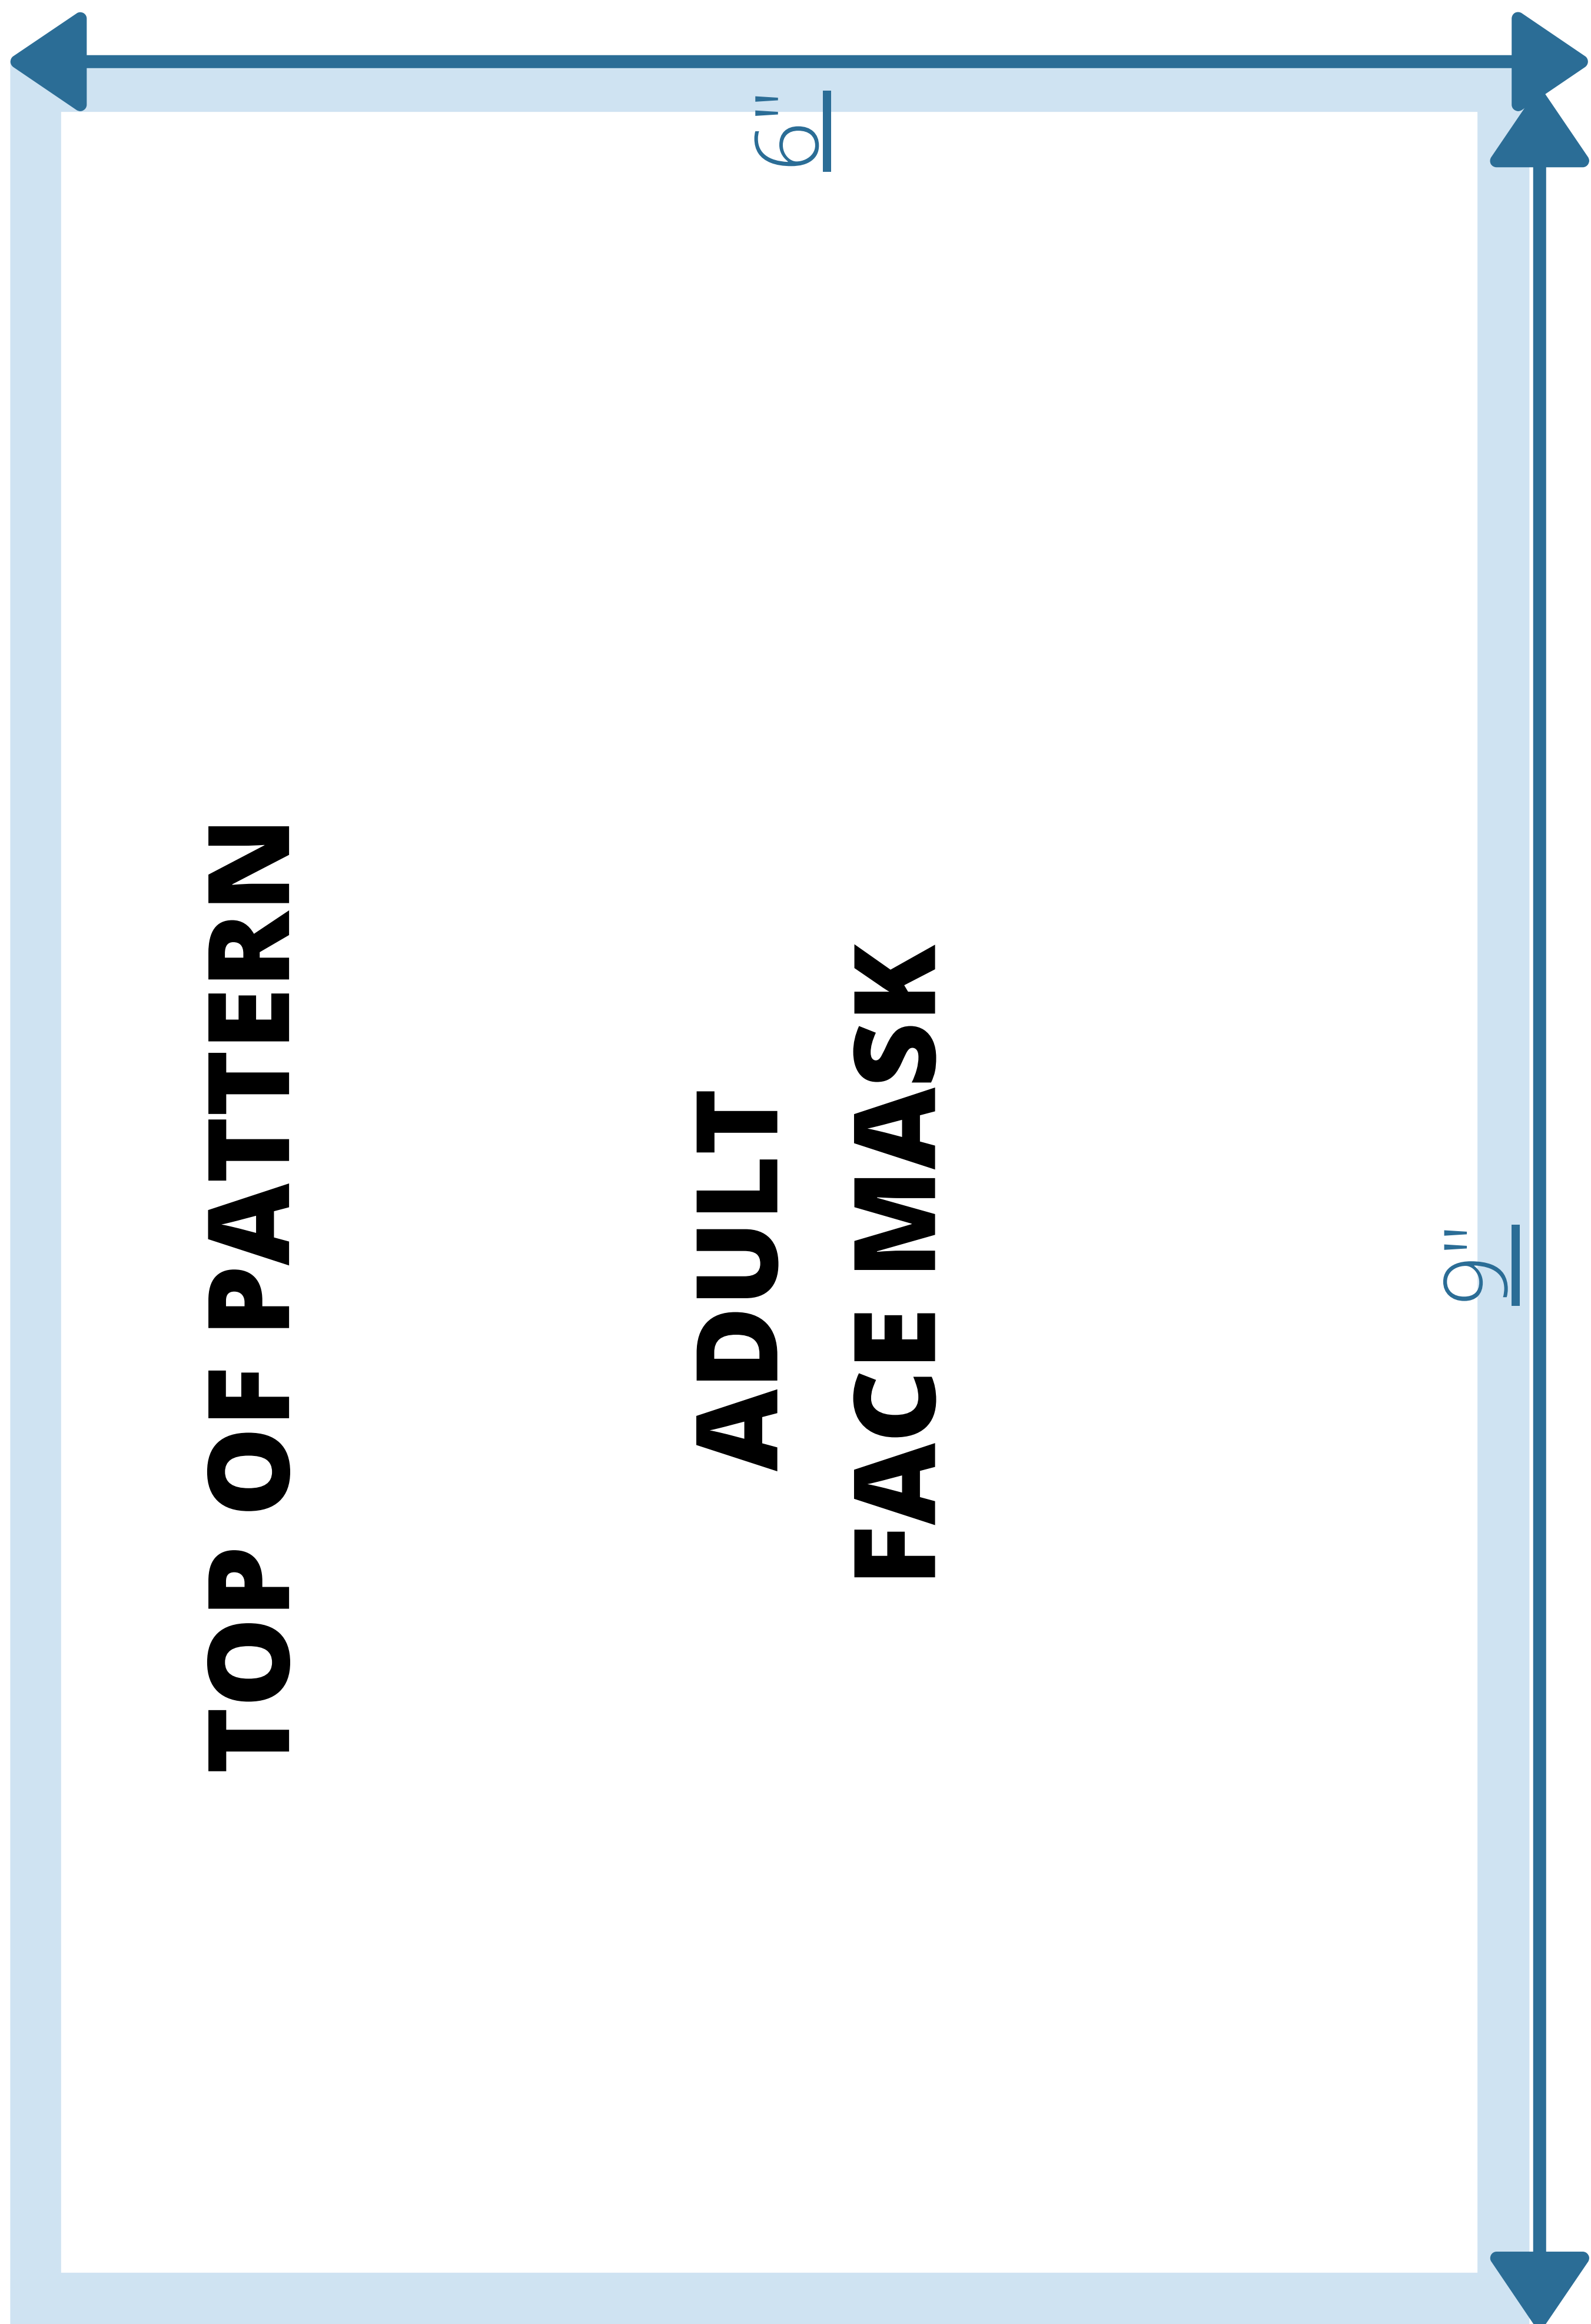 TOP OF PATTERN
ADULT
FACE MASK
6"
9"